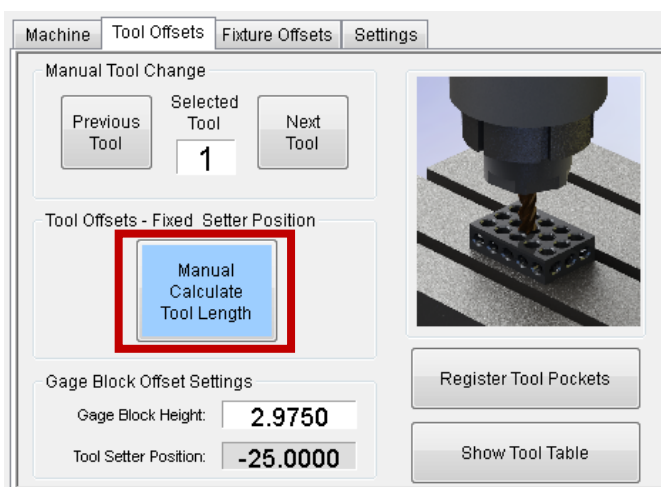 Machine Tool Offsets Fixture Offsets Settings
Manual Tool Change
Previous
Tool
Selected
Tool
1
Next
Tool
Tool Offsets - Fixed Setter Position
Manual
Calculate
Tool Length
Gage Block Offset Settings
Gage Block Height: 2.9750
Tool Setter Position: -25.0000
Register Tool Pockets
Show Tool Table